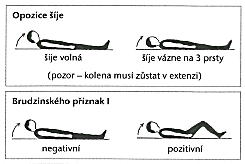 Opozice šíje
šíje volná
šíje vázne na 3 prsty
(pozor – kolena musí zůstat v extenzi)
Brudzinského příznak I
negativní
pozitivní